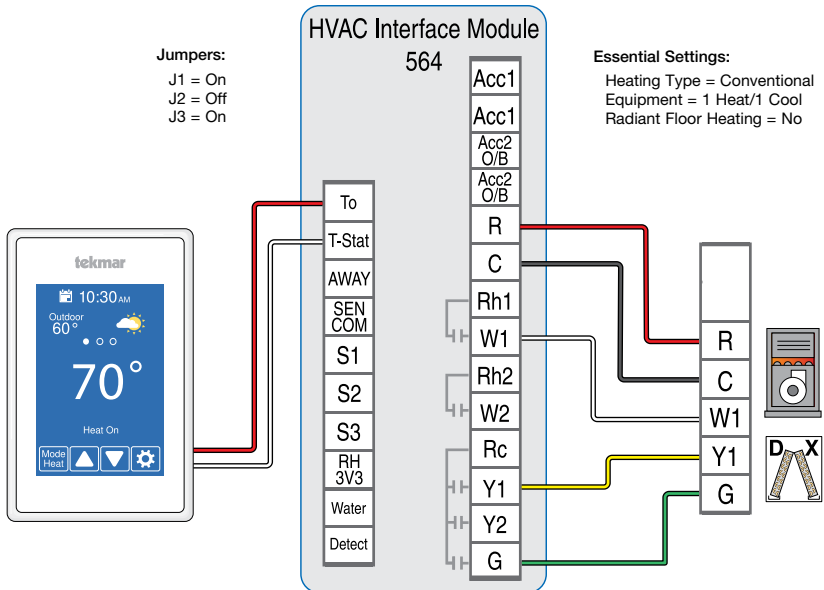 HVAC Interface Module
564
Jumpers:
J1 = On
J2 = Off
J3 = On
Essential Settings:
Heating Type = Conventional
Equipment = 1 Heat/1 Cool
Radiant Floor Heating = No
tekmar
10:30 AM
Outdoor
60°
70°
Heat On
Mode
Heat
To
T-Stat
AWAY
SEN
COM
S1
S2
S3
RH
3V3
Water
Detect
Acc1
Acc1
Acc2
O/B
Acc2
O/B
R
C
Rh1
W1
Rh2
W2
Rc
Y1
Y2
G
R
C
W1
Y1
G
D X